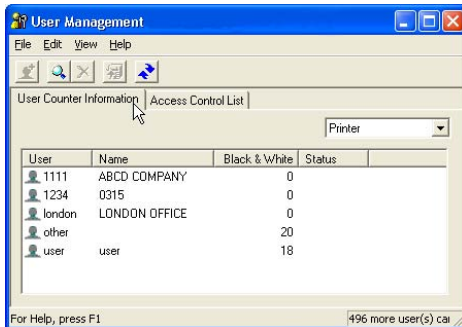 User Management
File Edit View Help
User Counter Information Access Control List
Printer
User Name Black & White Status
1111 ABCD COMPANY 0
1234 0315 0
london LONDON OFFICE 0
other 20
user user 18
For Help, press F1 496 more user(s) car